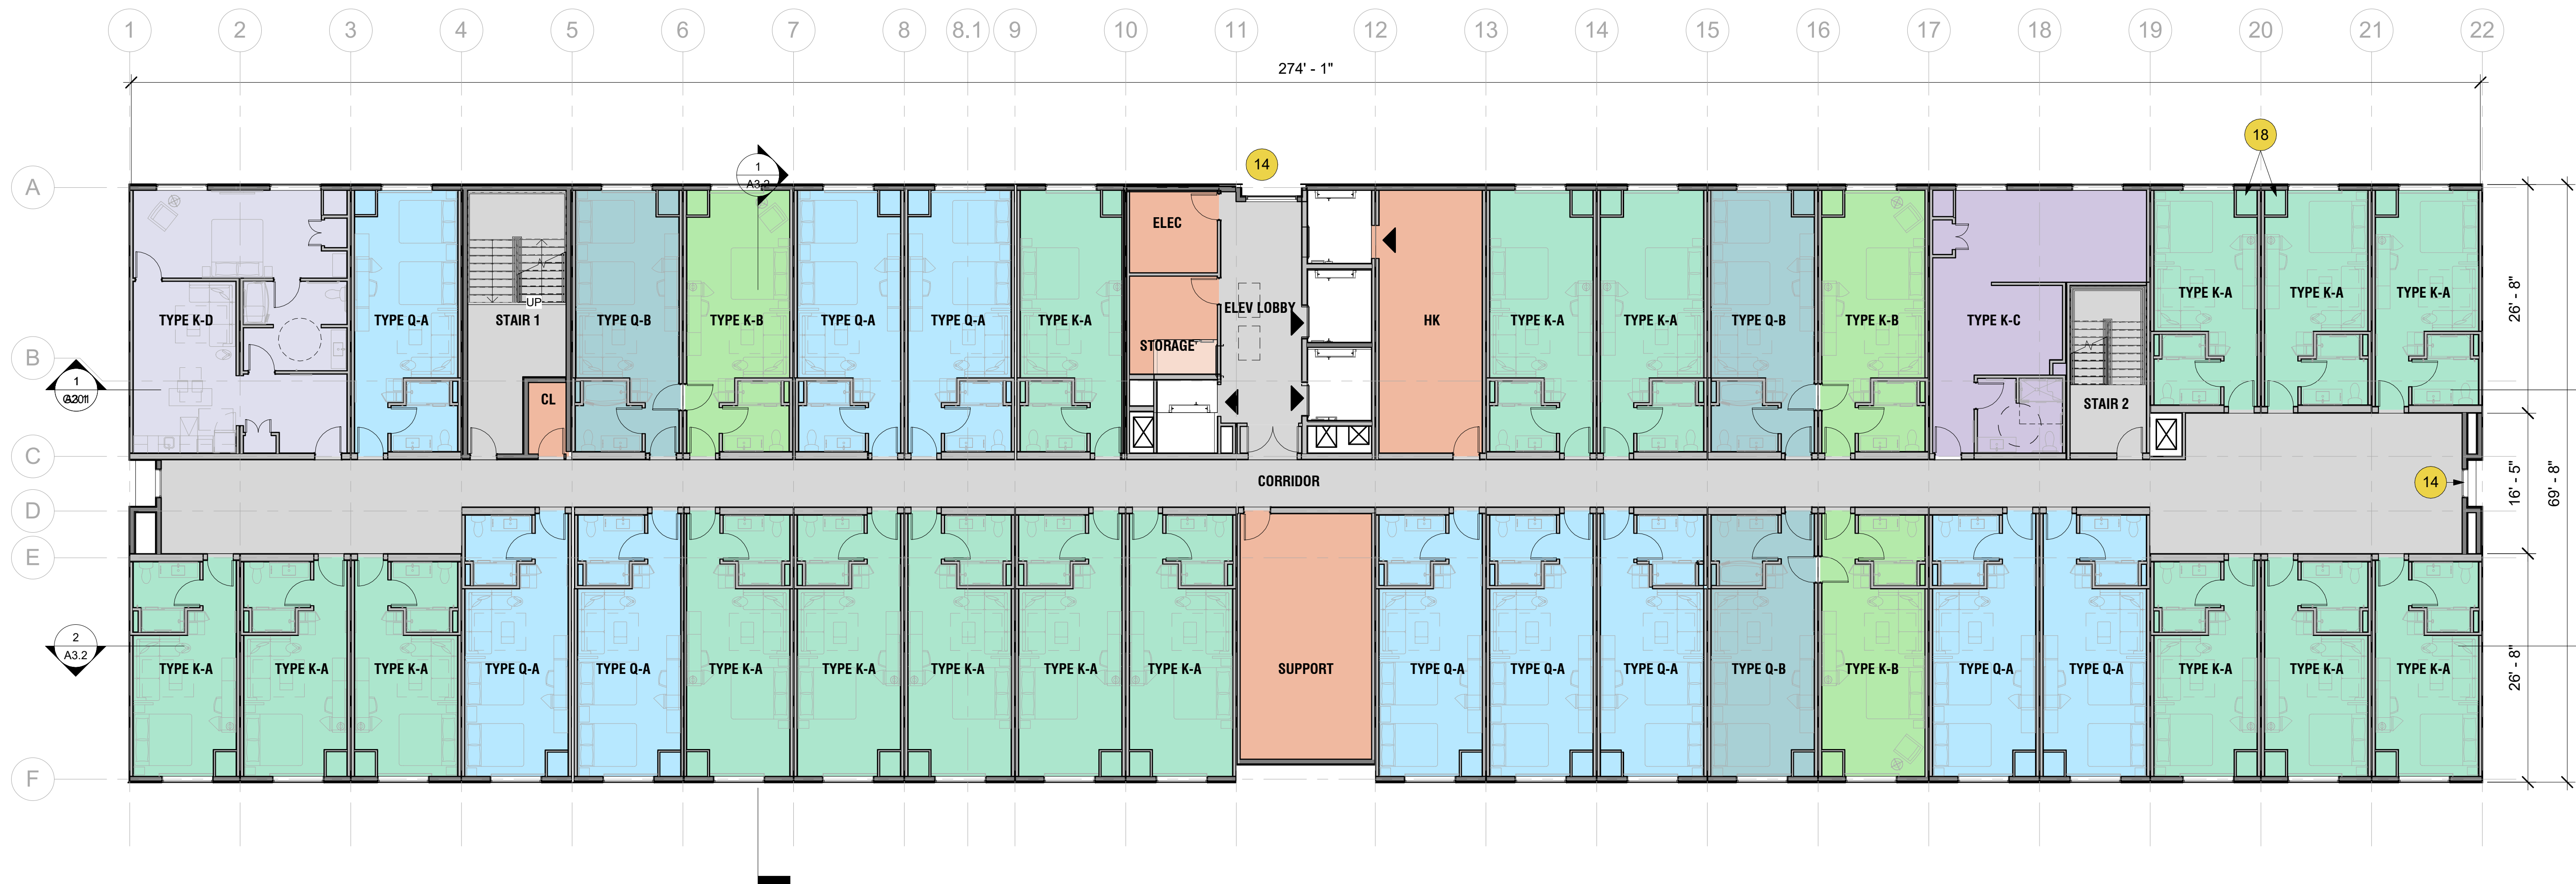 1 2 3 4 5 6 7 8 8.1 9 10 11 12 13 14 15 16 17 18 19 20 21 22
274' - 1"
14
18
1
A3.2
A
ELEC
26' - 8"
TYPE K-A TYPE K-A TYPE K-A
TYPE K-D TYPE Q-A STAIR 1 TYPE Q-B TYPE K-B TYPE Q-A TYPE Q-A TYPE K-A ELEV LOBBY HK TYPE K-A TYPE K-A TYPE Q-B TYPE K-B TYPE K-C
UP
STORAGE
B
1
CL
STAIR 2
C
CORRIDOR
14
16' - 5"
69' - 8"
D
E
2
A3.2
TYPE K-A TYPE K-A TYPE K-A TYPE Q-A TYPE Q-A TYPE K-A TYPE K-A TYPE K-A TYPE K-A TYPE K-A SUPPORT TYPE Q-A TYPE Q-A TYPE Q-A TYPE Q-B TYPE K-B TYPE Q-A TYPE Q-A TYPE K-A TYPE K-A TYPE K-A
26' - 8"
F